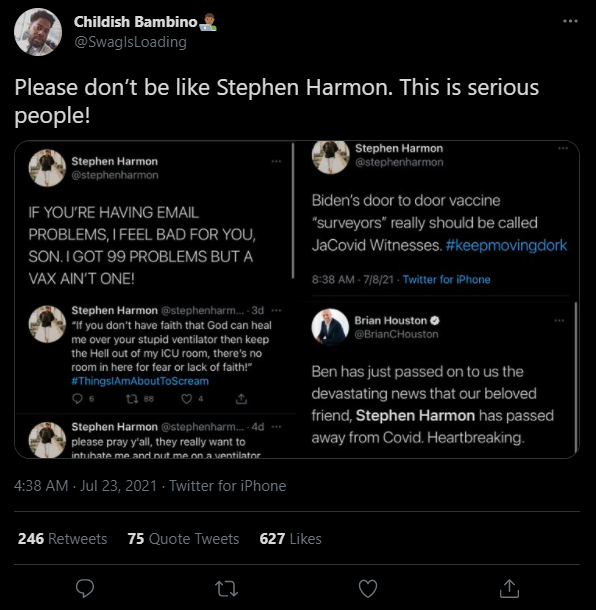 Childish Bambino👨🏾‍💻
@SwagIsLoading
Please don’t be like Stephen Harmon. This is serious
people!
Stephen Harmon
@stephenharmon
IF YOU’RE HAVING EMAIL
PROBLEMS, I FEEL BAD FOR YOU,
SON. I GOT 99 PROBLEMS BUT A
VAX AIN’T ONE!
Stephen Harmon @stephenharm... · 3d
"If you don’t have faith that God can heal
me over your stupid ventilator then keep
the Hell out of my ICU room, there’s no
room in here for fear or lack of faith!"
#ThingsIAmAboutToScream
6 88 4
Stephen Harmon @stephenharm... · 4d
please pray y’all, they really want to
intubate me and put me on a ventilator
Stephen Harmon
@stephenharmon
Biden’s door to door vaccine
“surveyors” really should be called
JaCovid Witnesses. #keepmovingdork
8:38 AM · 7/8/21 · Twitter for iPhone
Brian Houston
@BrianCHouston
Ben has just passed on to us the
devastating news that our beloved
friend, Stephen Harmon has passed
away from Covid. Heartbreaking.
4:38 AM · Jul 23, 2021 · Twitter for iPhone
246 Retweets 75 Quote Tweets 627 Likes